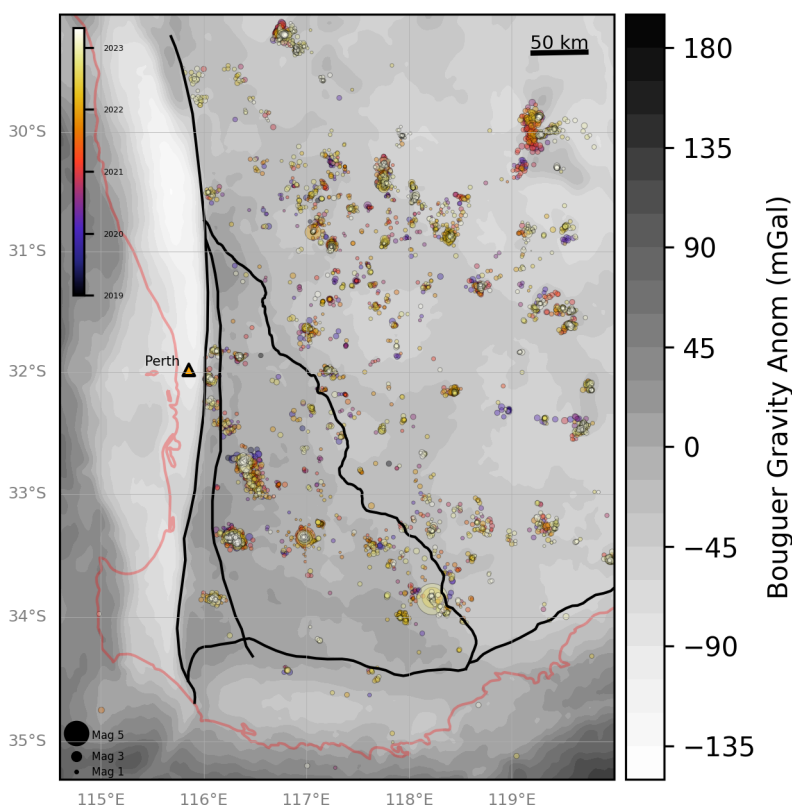 50 km
2023
2022
2021
2020
2019
30°S
31°S
32°S
33°S
34°S
35°S
Perth
Mag 5
Mag 3
Mag 1
115°E
116°E
117°E
118°E
119°E
180
135
90
45
0
−45
−90
−135
Bouguer Gravity Anom (mGal)